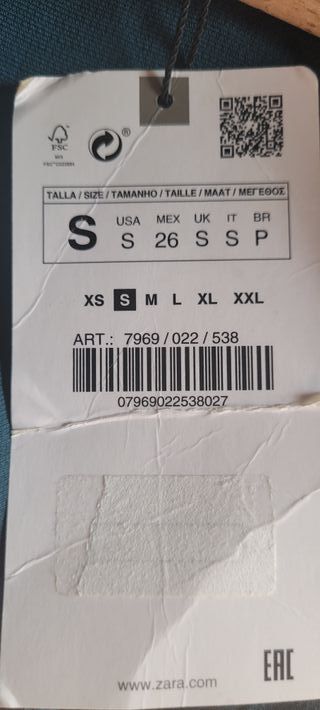 FSC
®
TALLA / SIZE / TAMANHO / TAILLE / MAAT / ΜΕΓΕΘΟΣ
S USA MEX UK IT BR
S 26 S S P
XS S M L XL XXL
ART.: 7969 / 022 / 538
07969022538027
EAC
www.zara.com